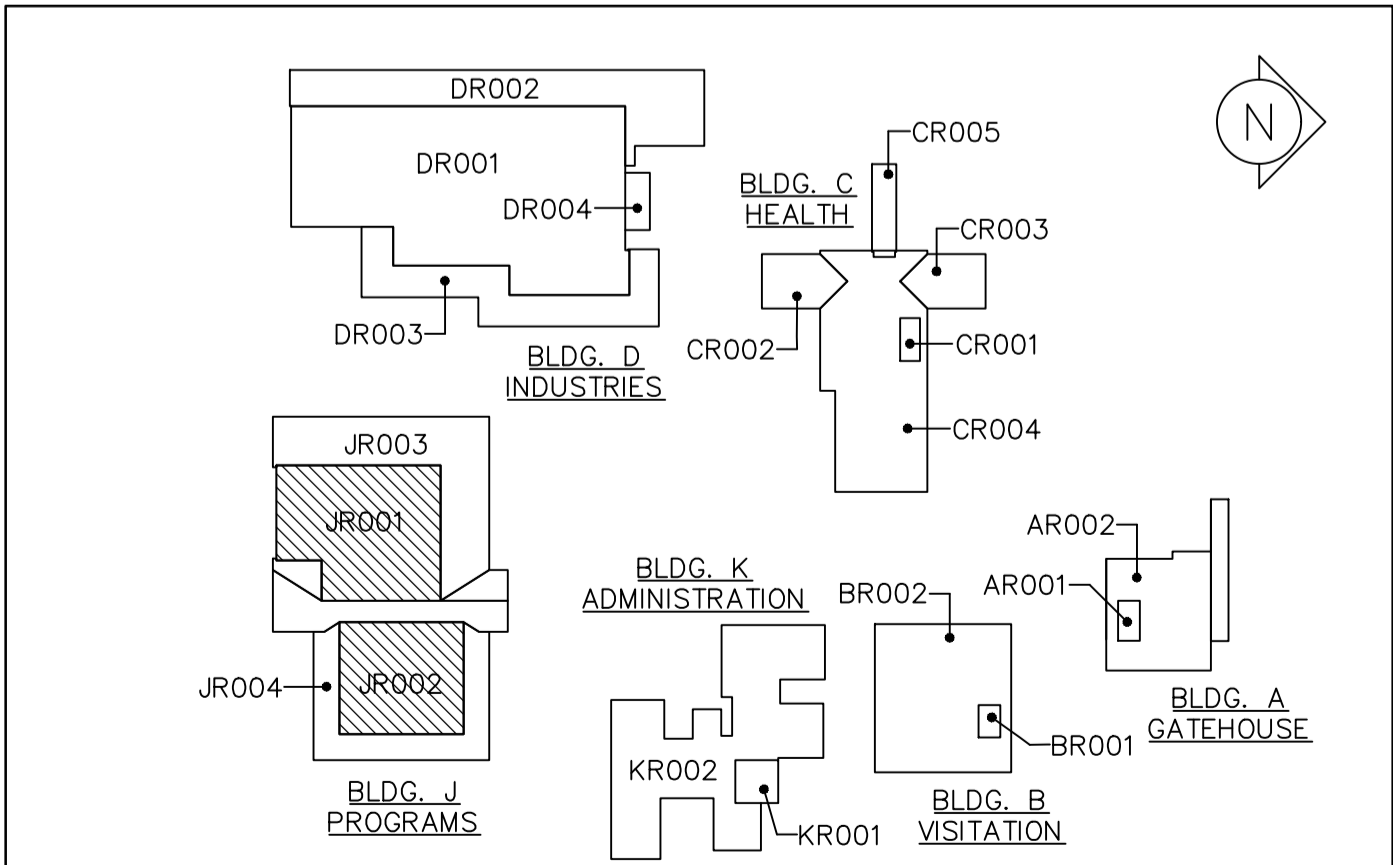 DR002
DR001
DR004
DR003
BLDG. D
INDUSTRIES
BLDG. C
HEALTH
CR005
CR003
CR002
CR001
CR004
N
JR003
JR001
JR004
JR002
BLDG. J
PROGRAMS
BLDG. K
ADMINISTRATION
KR002
KR001
BR002
BR001
BLDG. B
VISITATION
AR002
AR001
BLDG. A
GATEHOUSE